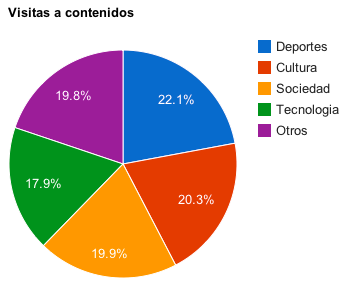 Visitas a contenidos
Deportes
Cultura
Sociedad
Tecnologia
Otros
22.1%
20.3%
19.9%
17.9%
19.8%